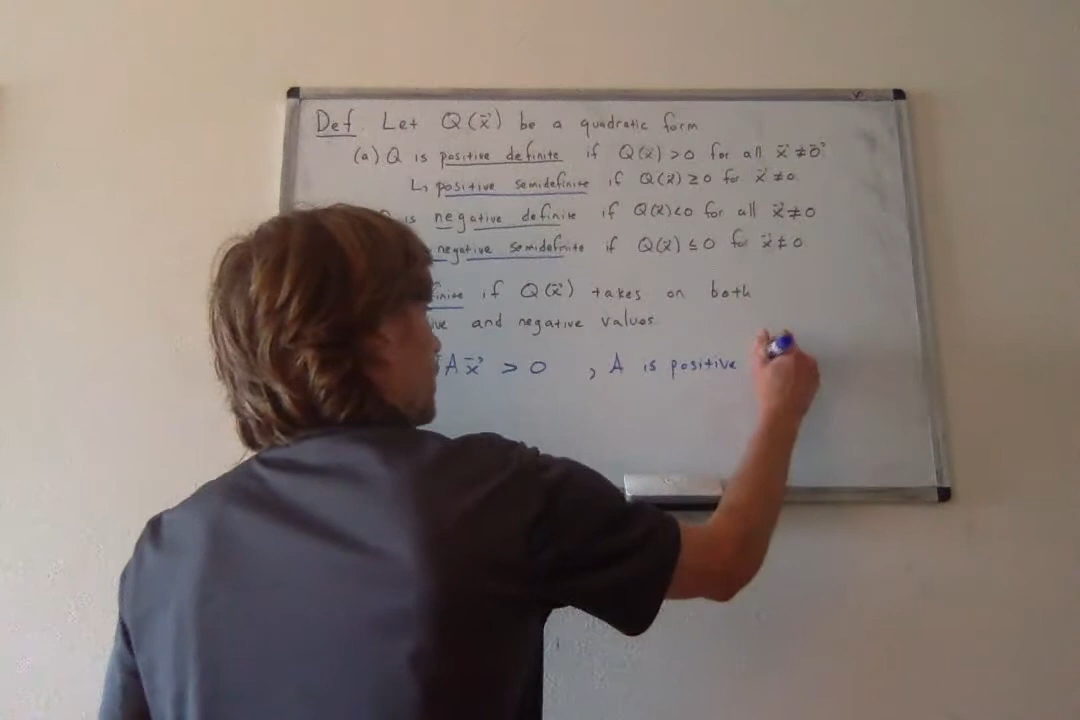 Def. Let Q(x⃗) be a quadratic form
(a) Q is positive definite if Q(x⃗) > 0 for all x⃗ ≠ 0⃗
↳ positive semidefinite if Q(x⃗) ≥ 0 for x⃗ ≠ 0
is negative definite if Q(x⃗) < 0 for all x⃗ ≠ 0
negative semidefinite if Q(x⃗) ≤ 0 for x⃗ ≠ 0
if Q(x⃗) takes on both
and negative values.
A x⃗ > 0 , A is positive